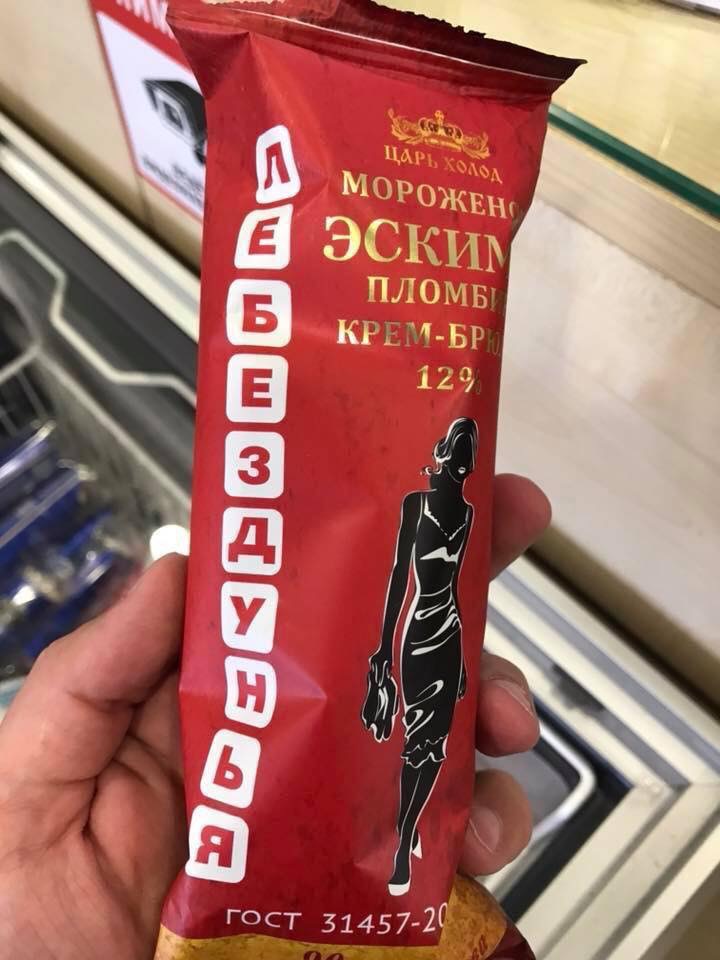 ЦАРЬ ХОЛОД
МОРОЖЕНО
ЭСКИМ
ПЛОМБИ
КРЕМ-БРЮ
12%
ЛЕБЕЗДУНЬЯ
ГОСТ 31457-20